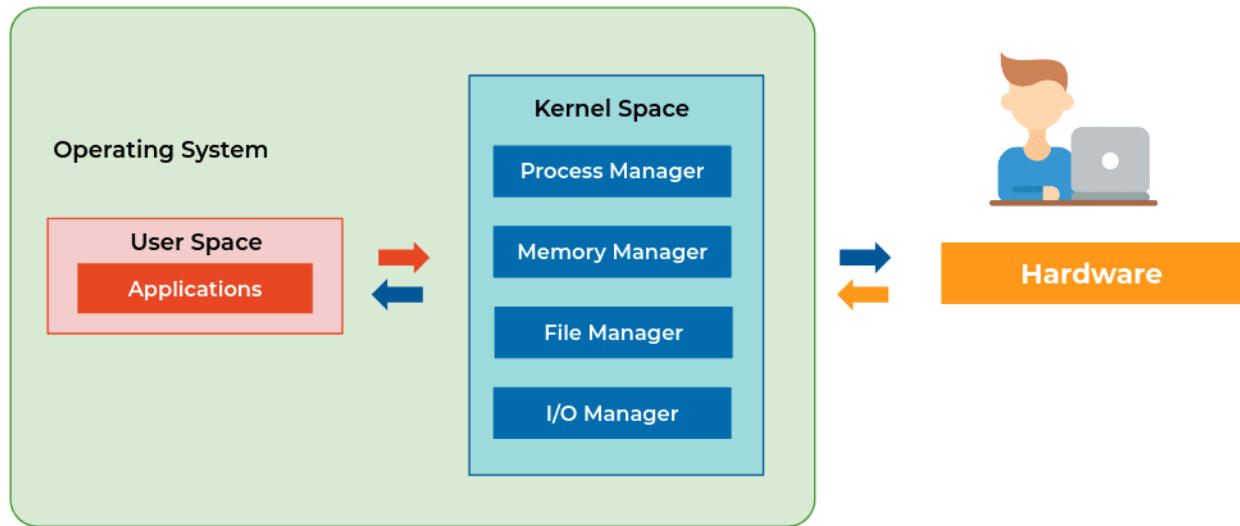 Operating System
User Space
Applications
Kernel Space
Process Manager
Memory Manager
File Manager
I/O Manager
Hardware